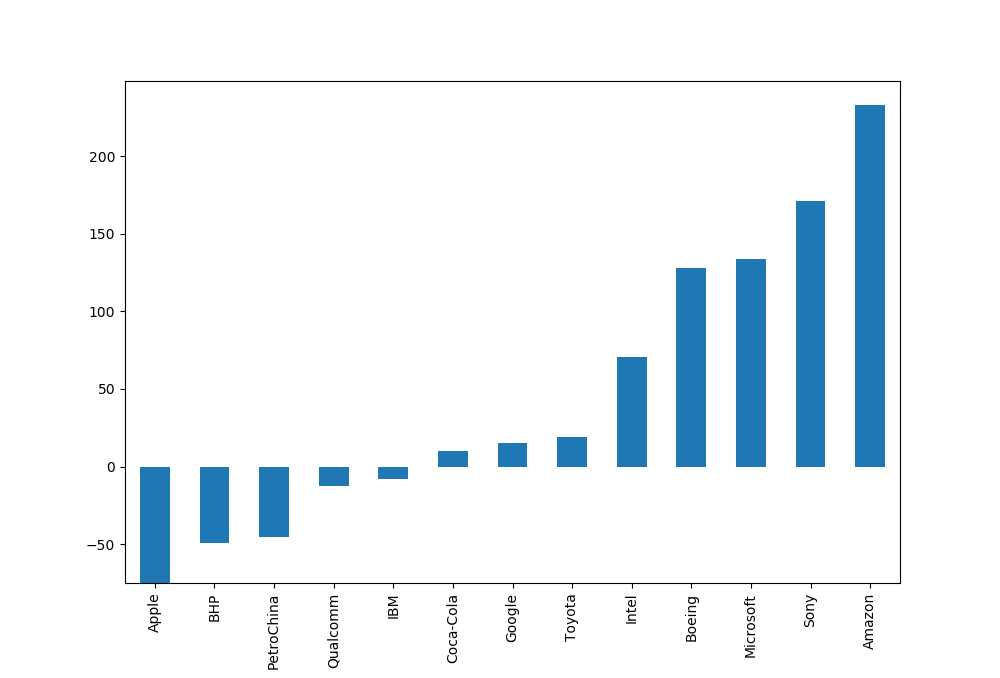 200
150
100
50
0
−50
Apple
BHP
PetroChina
Qualcomm
IBM
Coca-Cola
Google
Toyota
Intel
Boeing
Microsoft
Sony
Amazon